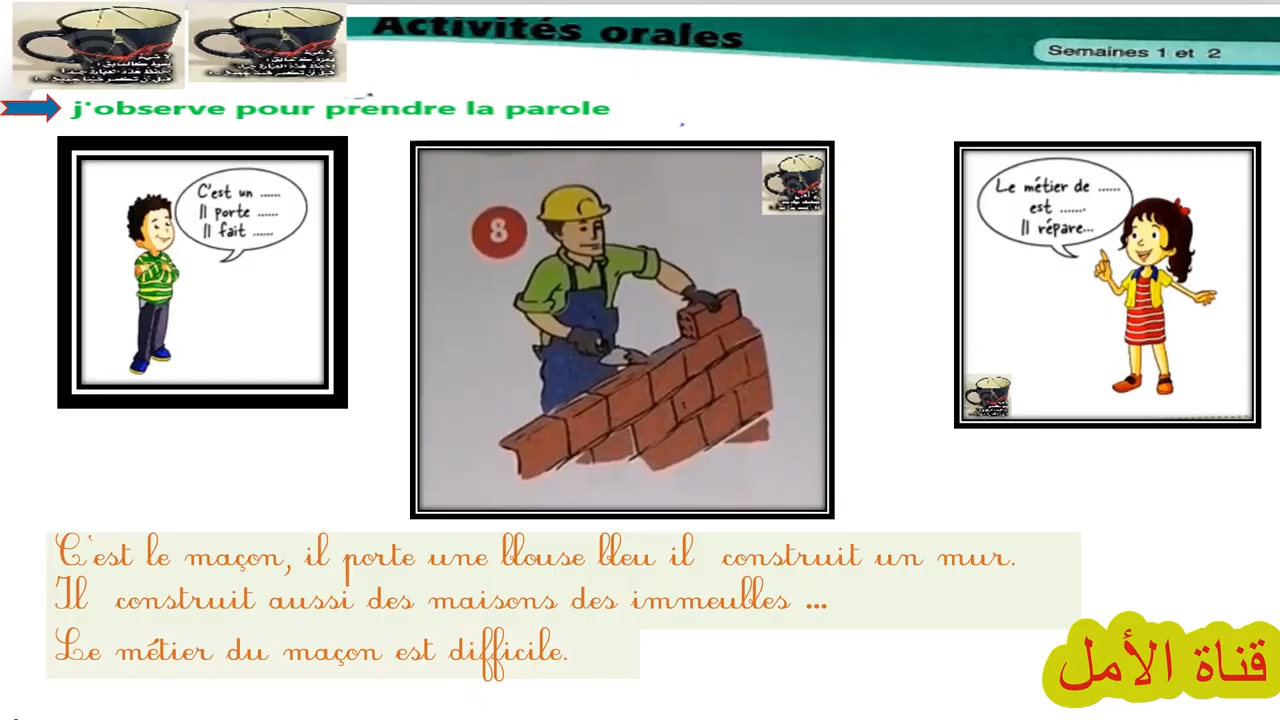 Activités orales
Semaines 1 et 2
j'observe pour prendre la parole
C'est un ......
Il porte ......
Il fait ......
8
Le métier de ......
est .......
Il répare...
C'est le maçon, il porte une blouse bleu il construit un mur.
Il construit aussi des maisons des immeubles ...
Le métier du maçon est difficile.
قناة الأمل